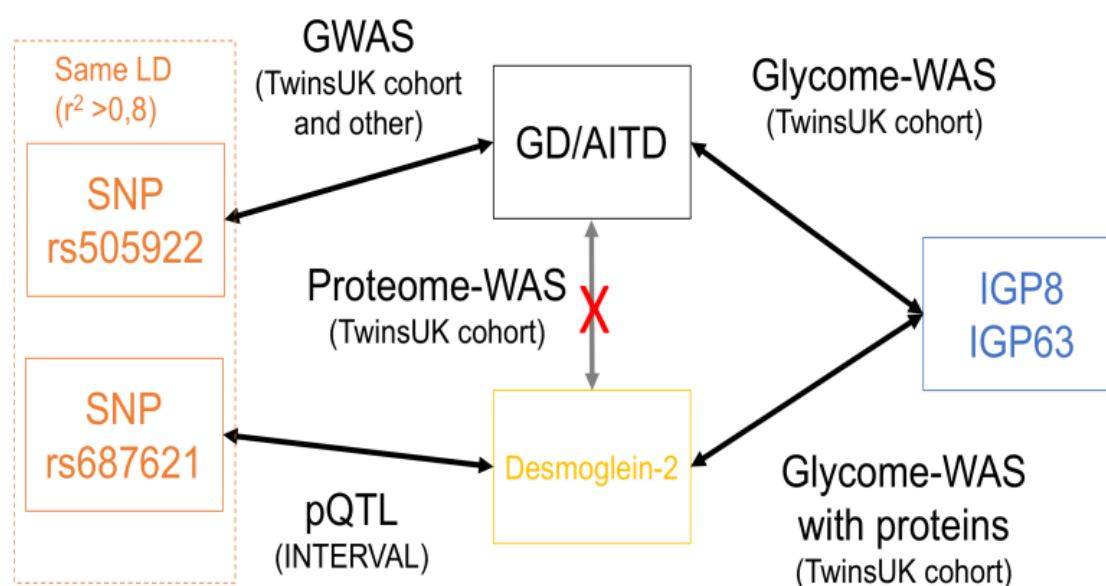 Same LD
(r² >0,8)
SNP
rs505922
SNP
rs687621
GWAS
(TwinsUK cohort
and other)
GD/AITD
Glycome-WAS
(TwinsUK cohort)
Proteome-WAS
(TwinsUK cohort)
X
IGP8
IGP63
Desmoglein-2
pQTL
(INTERVAL)
Glycome-WAS
with proteins
(TwinsUK cohort)